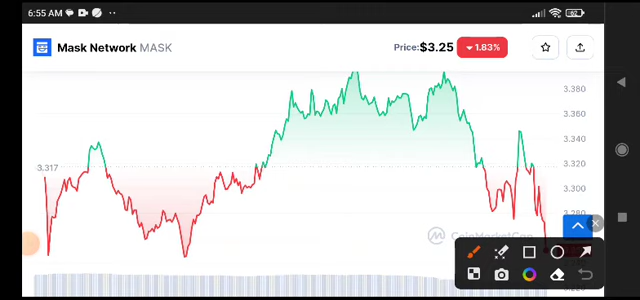 6:55 AM
62
Mask Network MASK
Price: $3.25 1.83%
3.380
3.360
3.340
3.317
3.320
3.300
3.280
CoinMarketCap